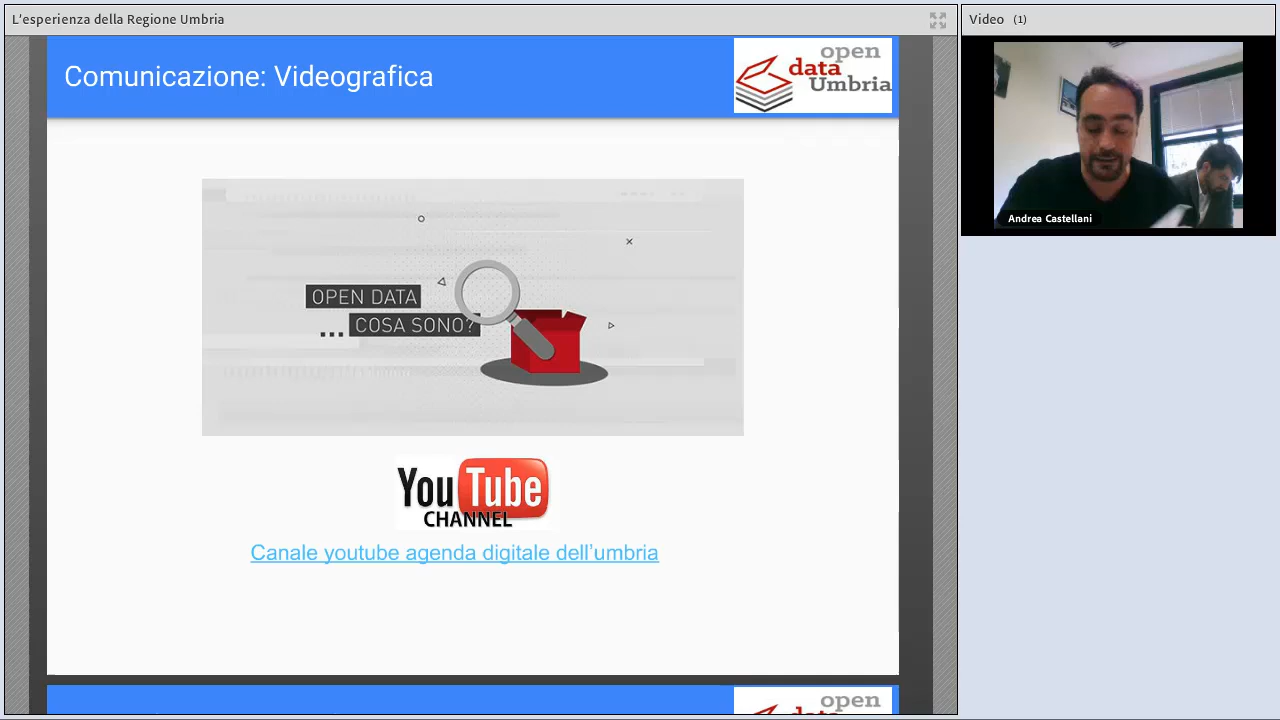 L'esperienza della Regione Umbria
Video (1)
Comunicazione: Videografica
open
data
Umbria
Andrea Castellani
OPEN DATA
... COSA SONO?
YouTube
CHANNEL
Canale youtube agenda digitale dell'umbria
open
data